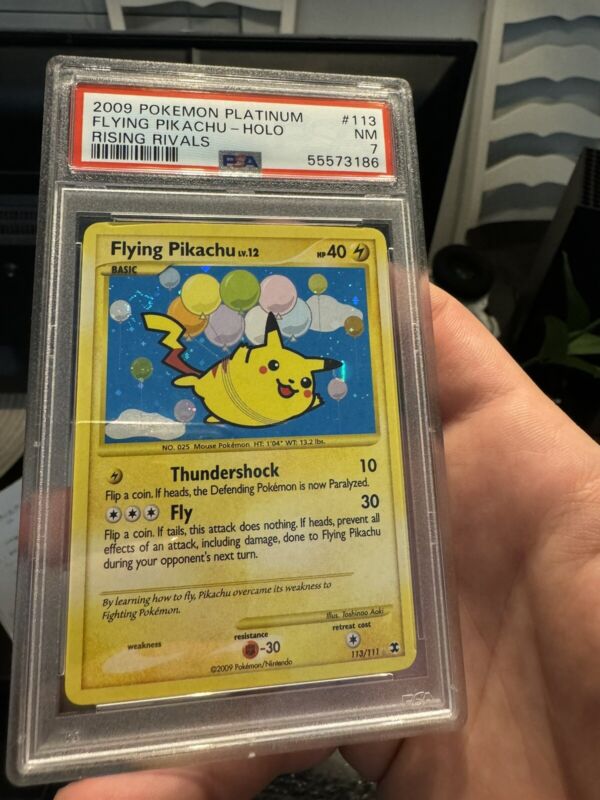 2009 POKEMON PLATINUM #113
FLYING PIKACHU - HOLO NM
RISING RIVALS 7
PSA 55573186
Flying Pikachu LV.12 HP 40
BASIC
NO. 025 Mouse Pokémon HT: 1'04" WT: 13.2 lbs.
Thundershock 10
Flip a coin. If heads, the Defending Pokémon is now Paralyzed.
Fly 30
Flip a coin. If tails, this attack does nothing. If heads, prevent all
effects of an attack, including damage, done to Flying Pikachu
during your opponent's next turn.
By learning how to fly, Pikachu overcame its weakness to
Fighting Pokémon.
Illus. Toshinao Aoki
weakness resistance retreat cost
-30
113/111
©2009 Pokémon/Nintendo
PSA